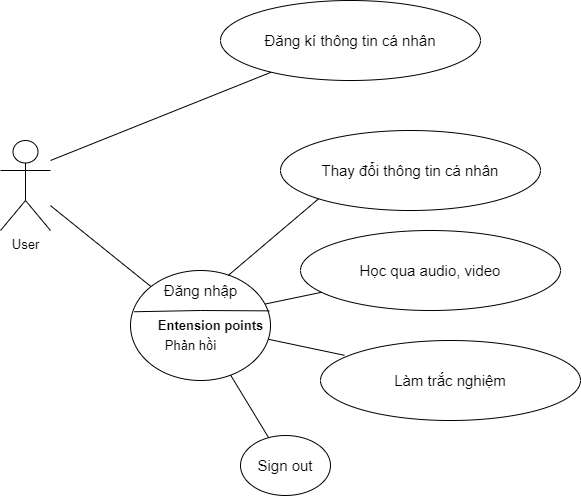 Đăng kí thông tin cá nhân
Thay đổi thông tin cá nhân
User
Học qua audio, video
Đăng nhập
Entension points
Phản hồi
Làm trắc nghiệm
Sign out